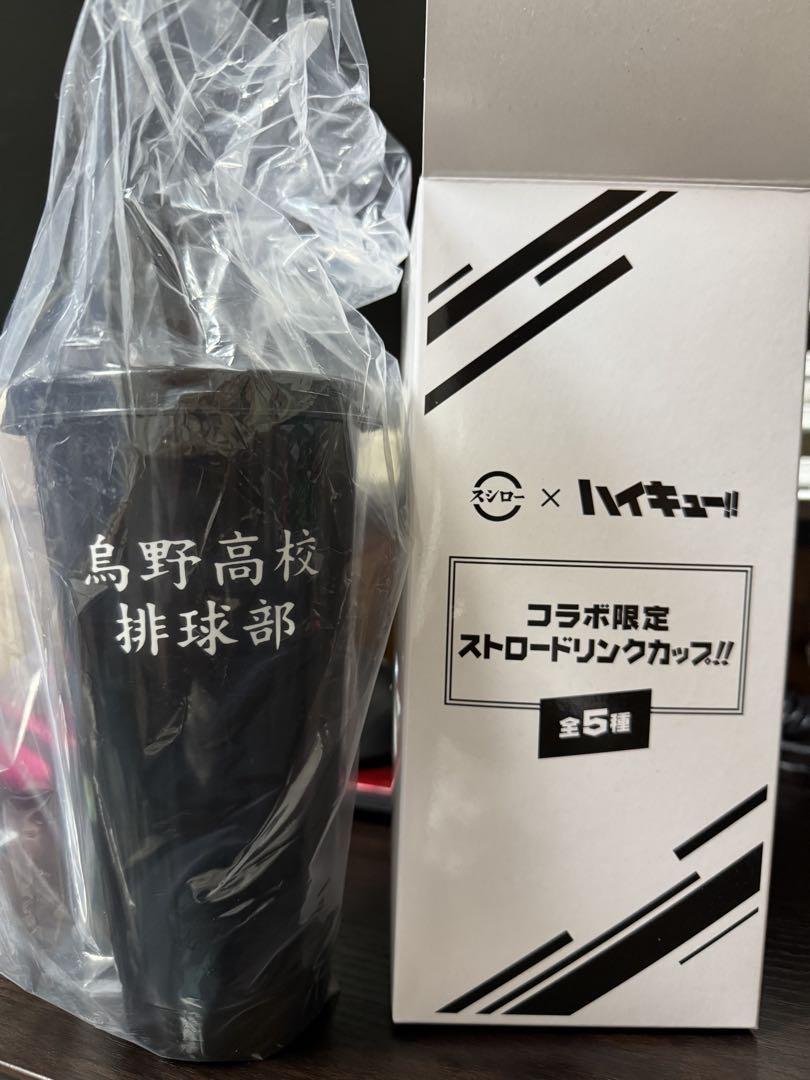 烏野高校
排球部
スシロー × ハイキュー!!
コラボ限定
ストロードリンクカップ!!
全5種